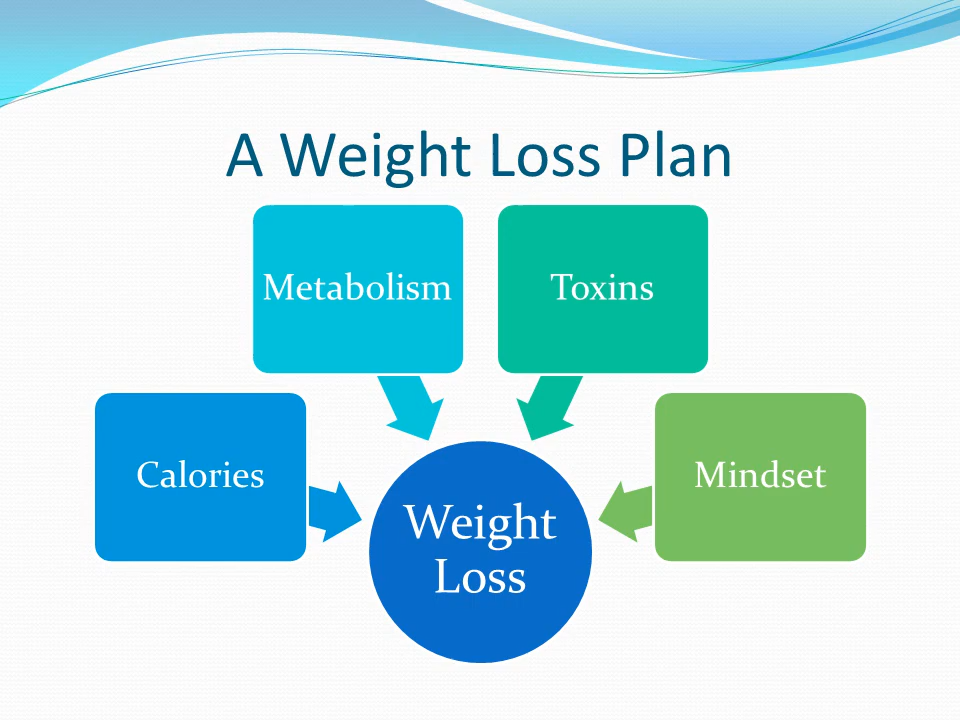 A Weight Loss Plan
Metabolism
Toxins
Calories
Mindset
Weight
Loss